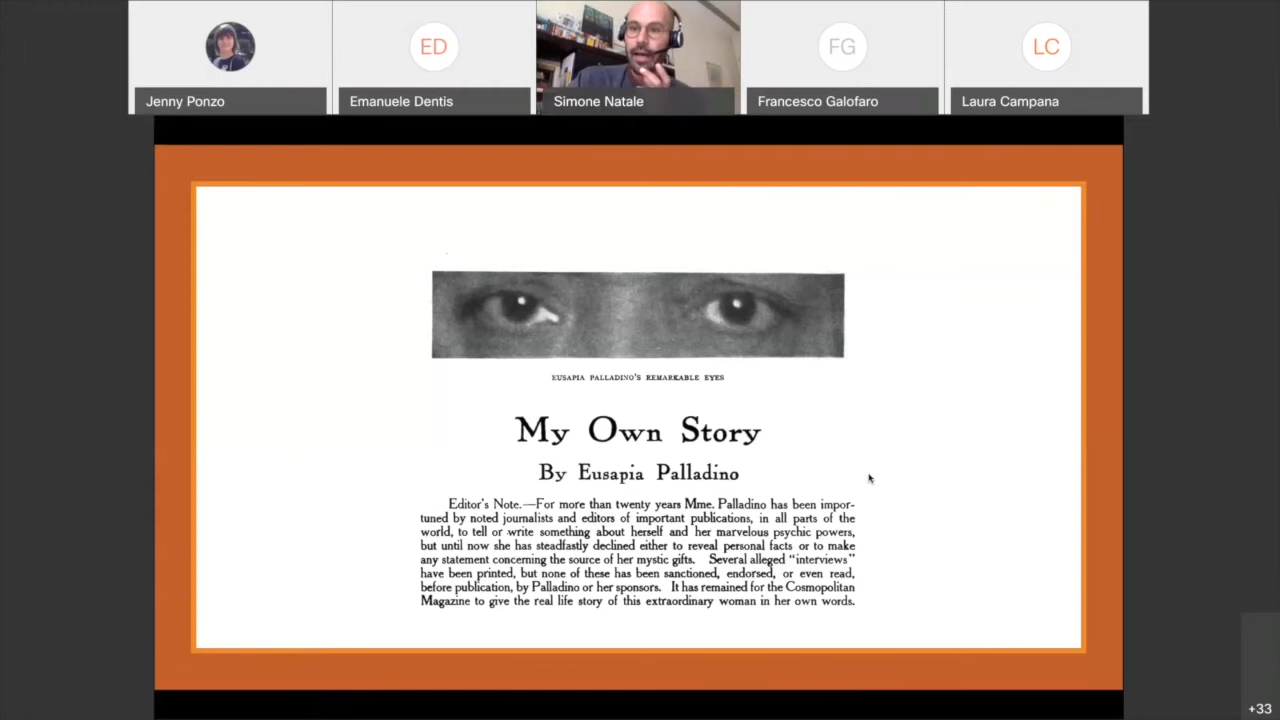 ED
FG
LC
Jenny Ponzo
Emanuele Dentis
Simone Natale
Francesco Galofaro
Laura Campana
EUSAPIA PALLADINO'S REMARKABLE EYES
My Own Story
By Eusapia Palladino
Editor's Note.—For more than twenty years Mme. Palladino has been impor-
tuned by noted journalists and editors of important publications, in all parts of the
world, to tell or write something about herself and her marvelous psychic powers,
but until now she has steadfastly declined either to reveal personal facts or to make
any statement concerning the source of her mystic gifts. Several alleged "interviews"
have been printed, but none of these has been sanctioned, endorsed, or even read,
before publication, by Palladino or her sponsors. It has remained for the Cosmopolitan
Magazine to give the real life story of this extraordinary woman in her own words.
+33